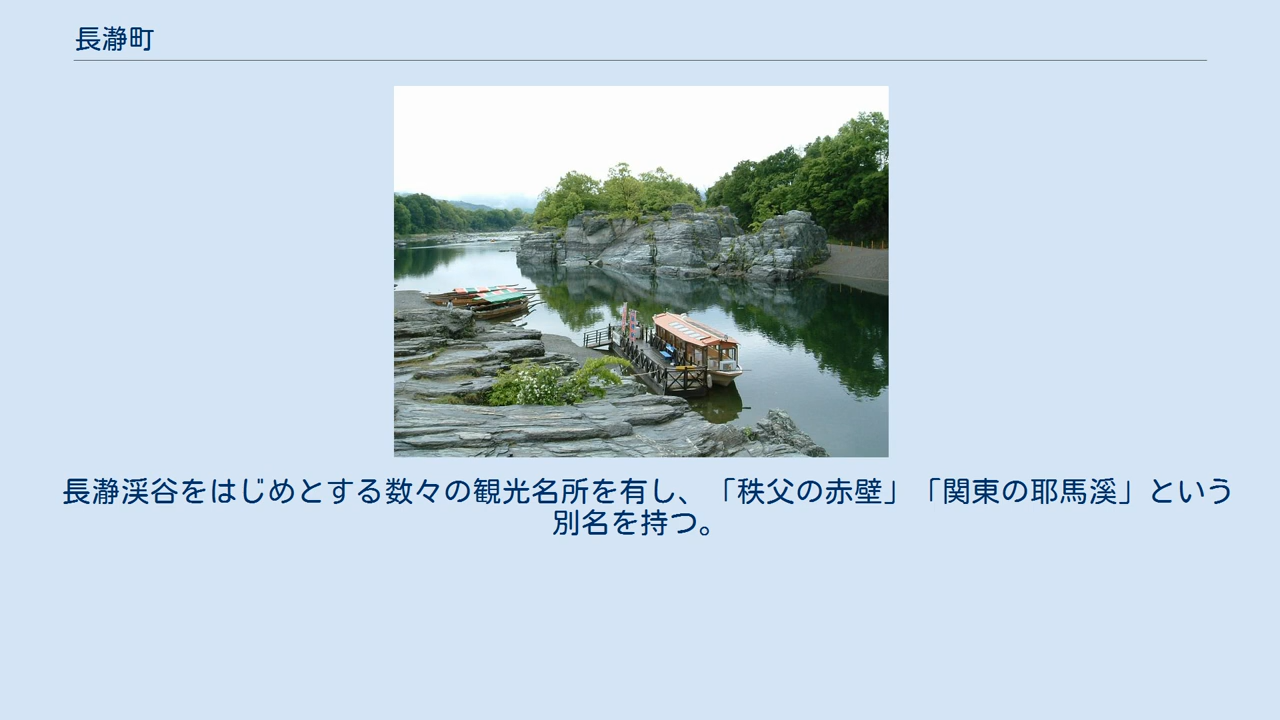 長瀞町
長瀞渓谷をはじめとする数々の観光名所を有し、「秩父の赤壁」「関東の耶馬溪」という
別名を持つ。